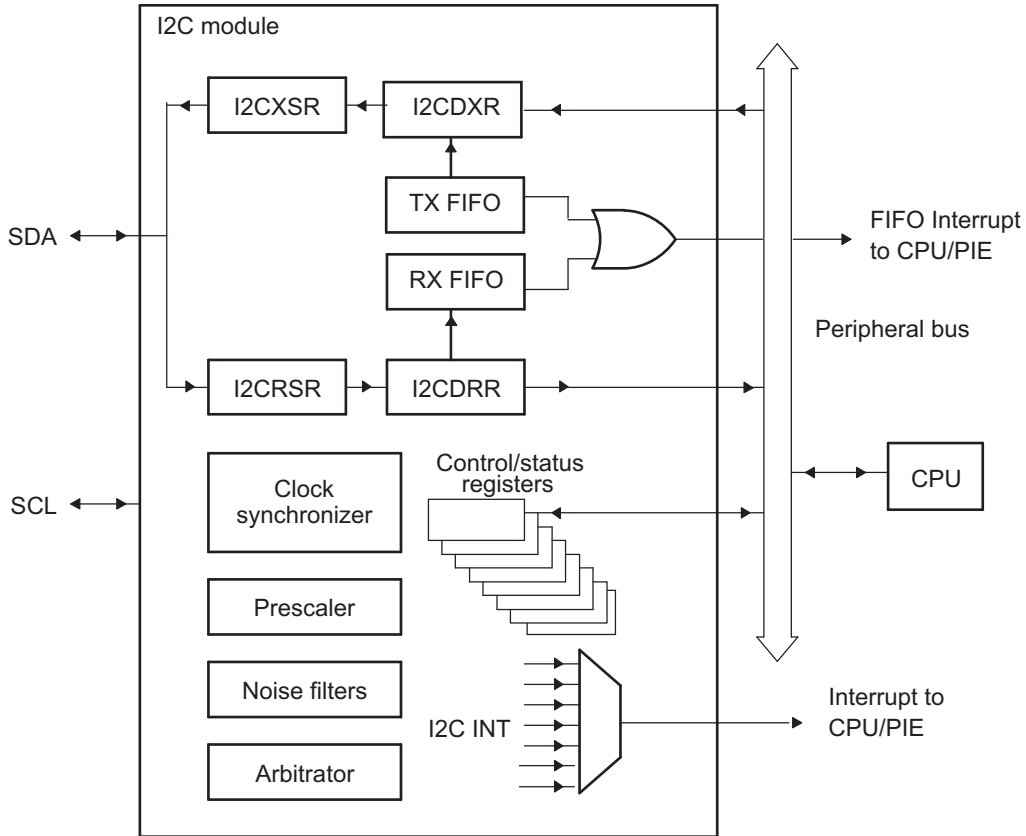 I2C module
I2CXSR
I2CDXR
TX FIFO
SDA
FIFO Interrupt
to CPU/PIE
RX FIFO
Peripheral bus
I2CRSR
I2CDRR
Control/status
registers
CPU
SCL
Clock
synchronizer
Prescaler
Noise filters
I2C INT
Interrupt to
CPU/PIE
Arbitrator